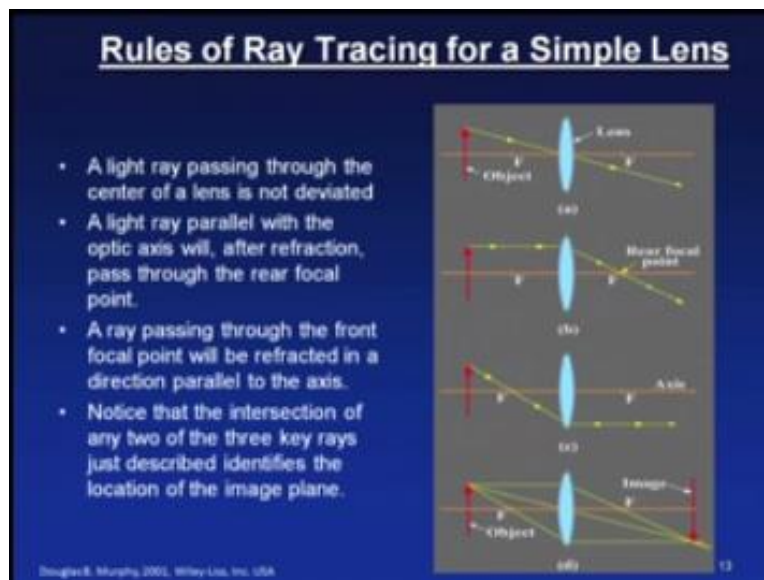 Rules of Ray Tracing for a Simple Lens
• A light ray passing through the
center of a lens is not deviated
• A light ray parallel with the
optic axis will, after refraction,
pass through the rear focal
point.
• A ray passing through the front
focal point will be refracted in a
direction parallel to the axis.
• Notice that the intersection of
any two of the three key rays
just described identifies the
location of the image plane.
Lens
F
F
Object
(a)
Rear focal
point
F
F
(b)
Axis
F
F
(c)
Image
F
F
Object
(d)
Douglas B. Murphy, 2001, Wiley-Liss, Inc. USA
13